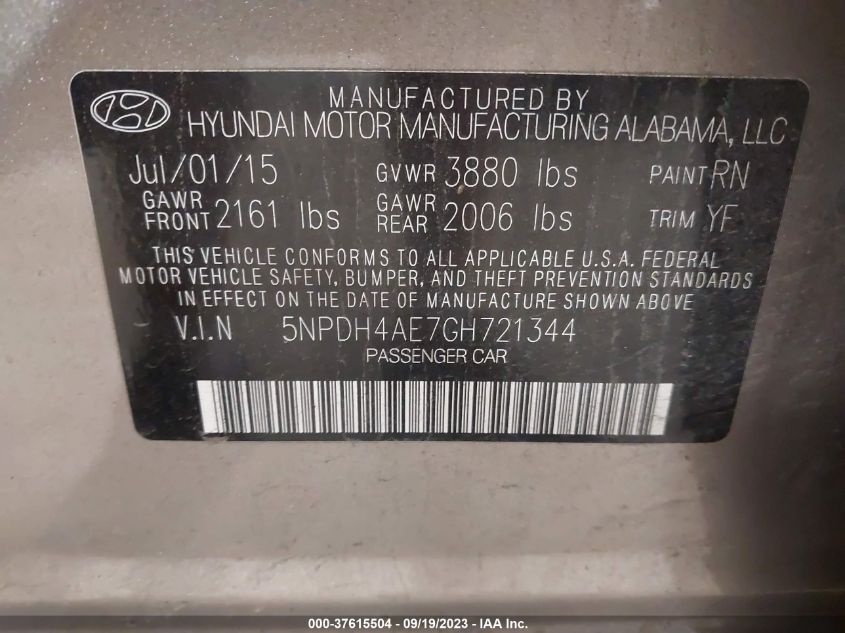 MANUFACTURED BY
HYUNDAI MOTOR MANUFACTURING ALABAMA, LLC
Jul/01/15 GVWR 3880 lbs PAINT RN
GAWR FRONT 2161 lbs GAWR REAR 2006 lbs TRIM YF
THIS VEHICLE CONFORMS TO ALL APPLICABLE U.S.A. FEDERAL
MOTOR VEHICLE SAFETY, BUMPER, AND THEFT PREVENTION STANDARDS
IN EFFECT ON THE DATE OF MANUFACTURE SHOWN ABOVE
V.I.N 5NPDH4AE7GH721344
PASSENGER CAR
000-37615504 - 09/19/2023 - IAA Inc.